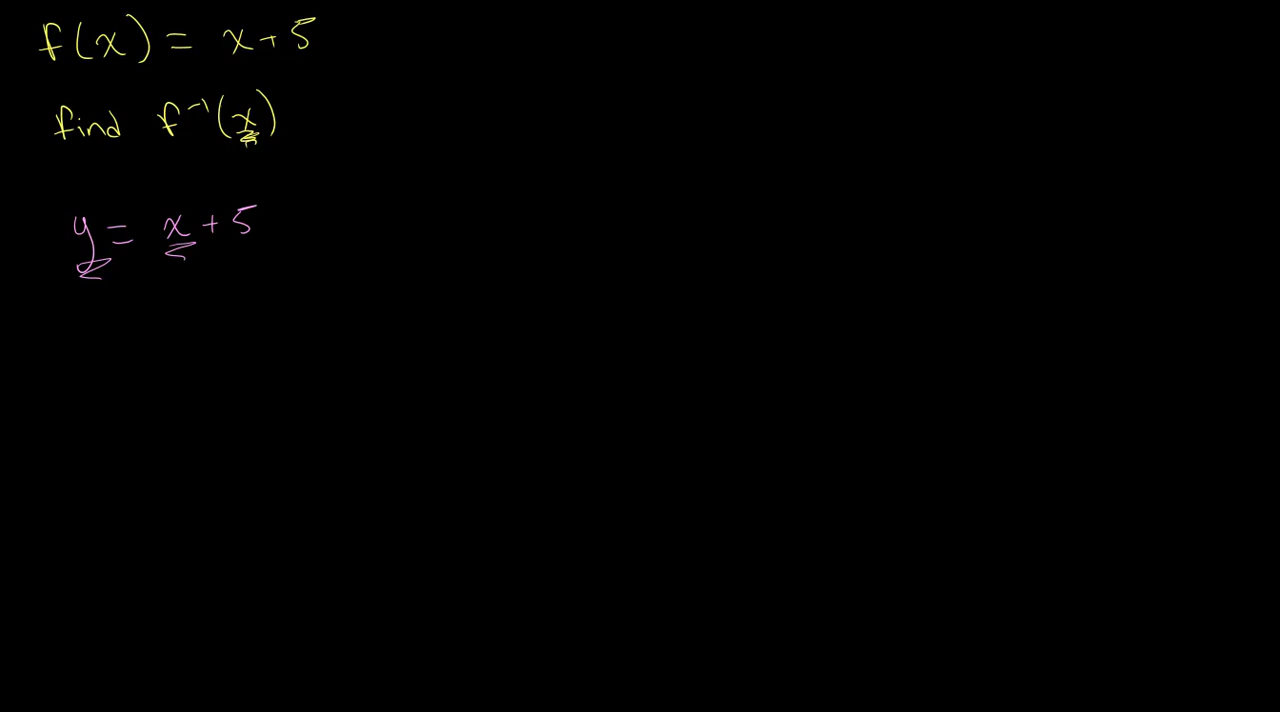 f(x) = x + 5
find f⁻¹(x)
y = x + 5